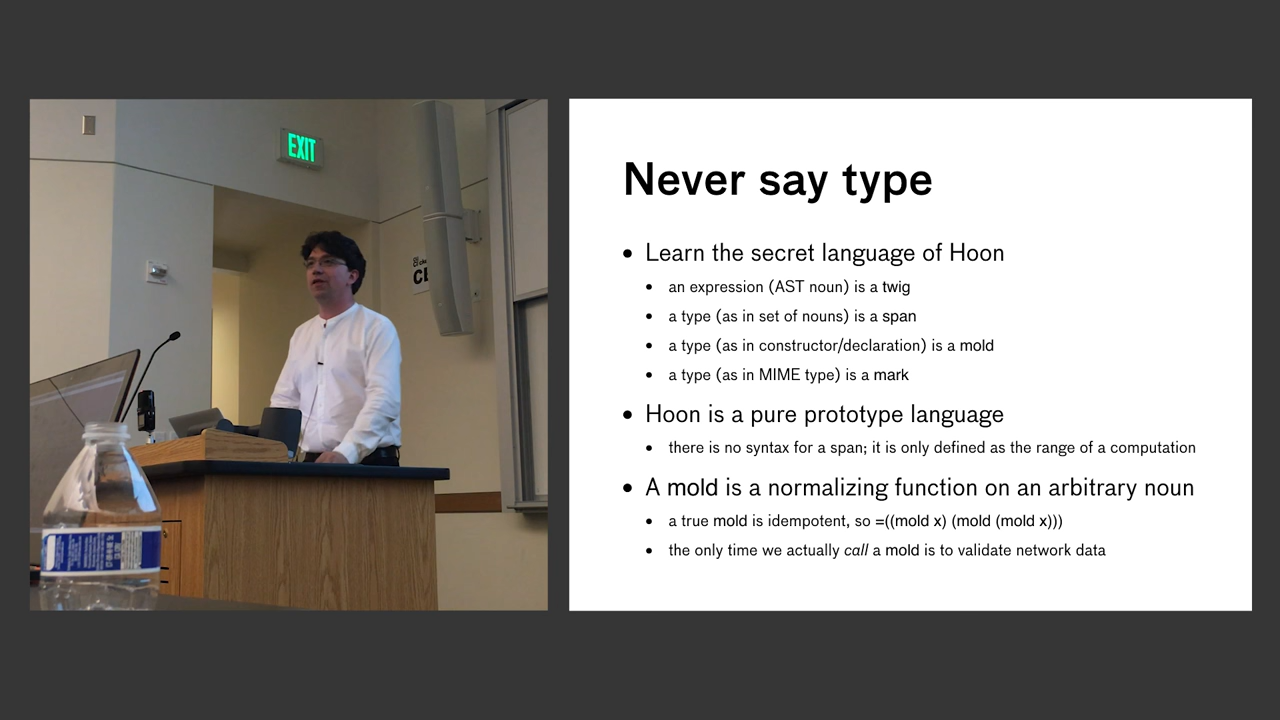 EXIT
Never say type
• Learn the secret language of Hoon
• an expression (AST noun) is a twig
• a type (as in set of nouns) is a span
• a type (as in constructor/declaration) is a mold
• a type (as in MIME type) is a mark
• Hoon is a pure prototype language
• there is no syntax for a span; it is only defined as the range of a computation
• A mold is a normalizing function on an arbitrary noun
• a true mold is idempotent, so =((mold x) (mold (mold x)))
• the only time we actually call a mold is to validate network data